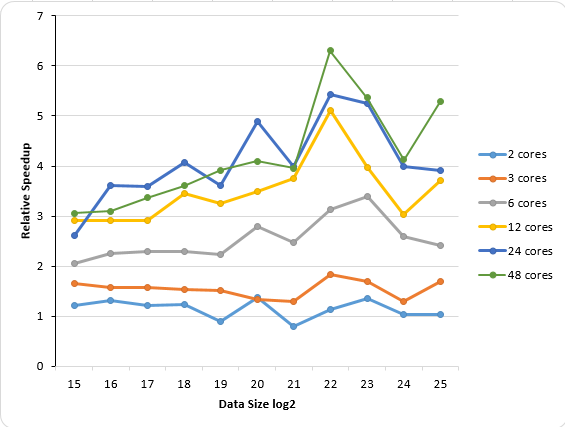 7
6
5
4
3
2
1
0
Relative Speedup
15 16 17 18 19 20 21 22 23 24 25
Data Size log2
2 cores
3 cores
6 cores
12 cores
24 cores
48 cores